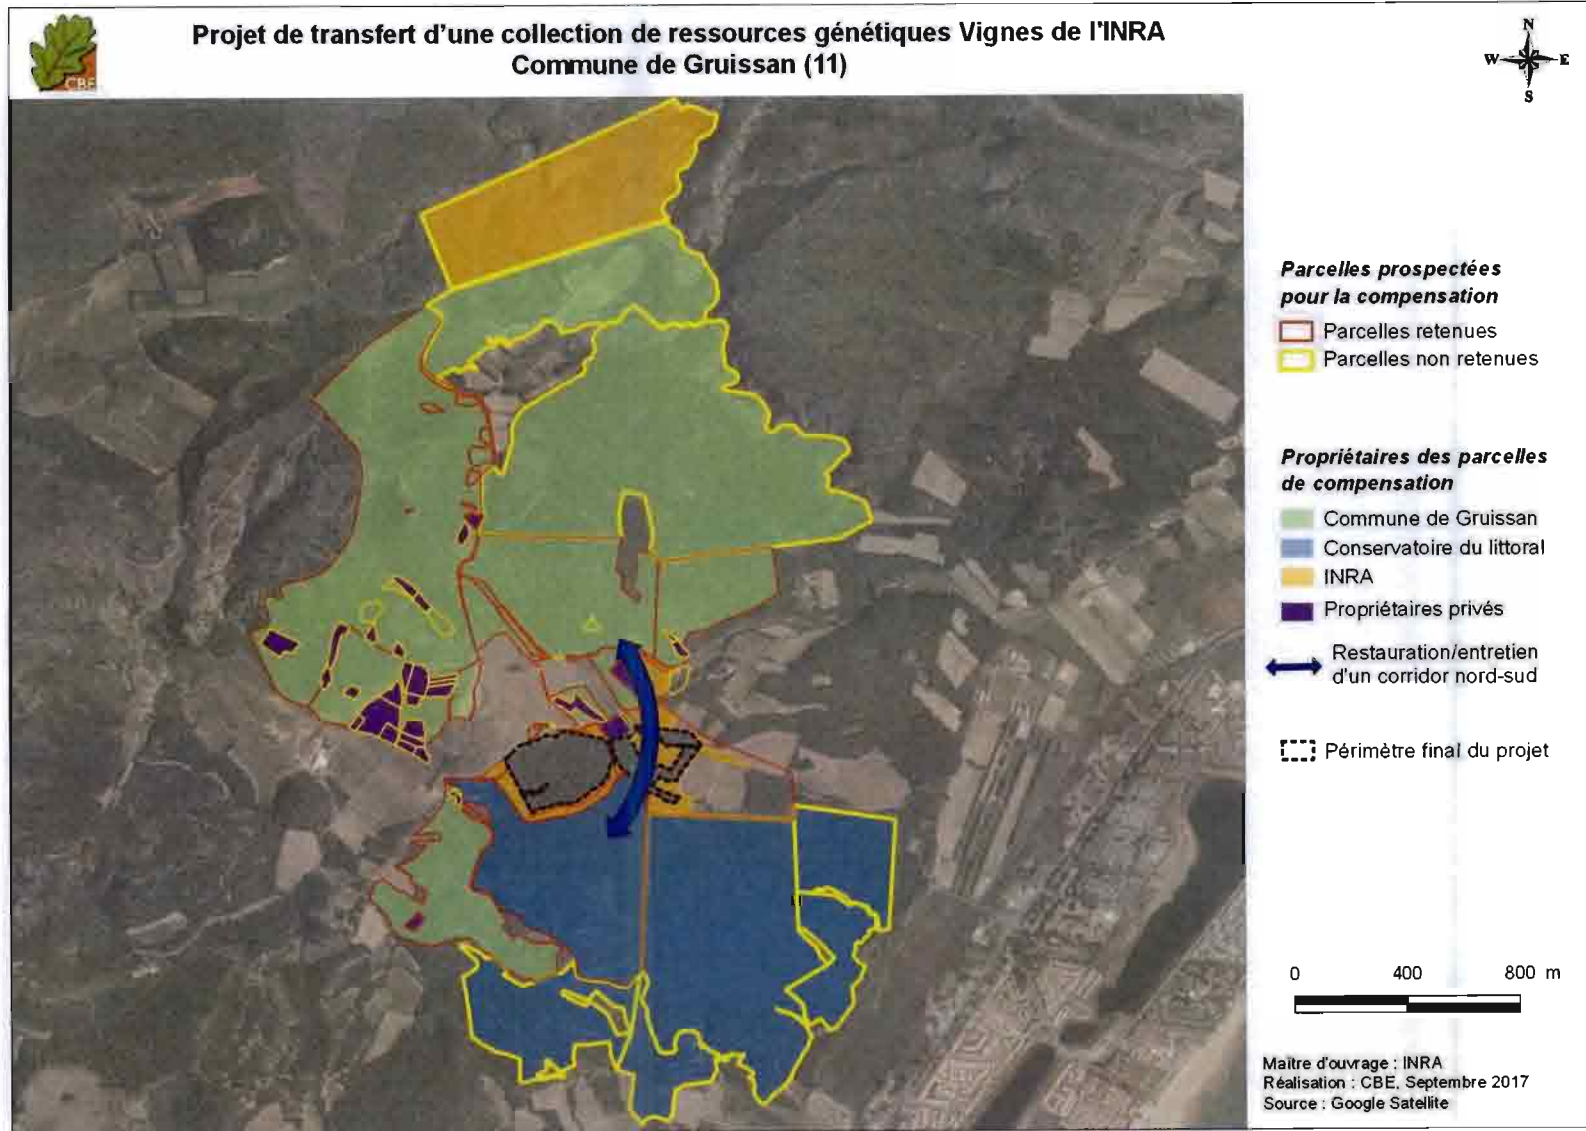 Projet de transfert d'une collection de ressources génétiques Vignes de l'INRA
Commune de Gruissan (11)
CBE
N
W
E
S
Parcelles prospectées
pour la compensation
Parcelles retenues
Parcelles non retenues
Propriétaires des parcelles
de compensation
Commune de Gruissan
Conservatoire du littoral
INRA
Propriétaires privés
Restauration/entretien
d'un corridor nord-sud
Périmètre final du projet
0 400 800 m
Maître d'ouvrage : INRA
Réalisation : CBE, Septembre 2017
Source : Google Satellite